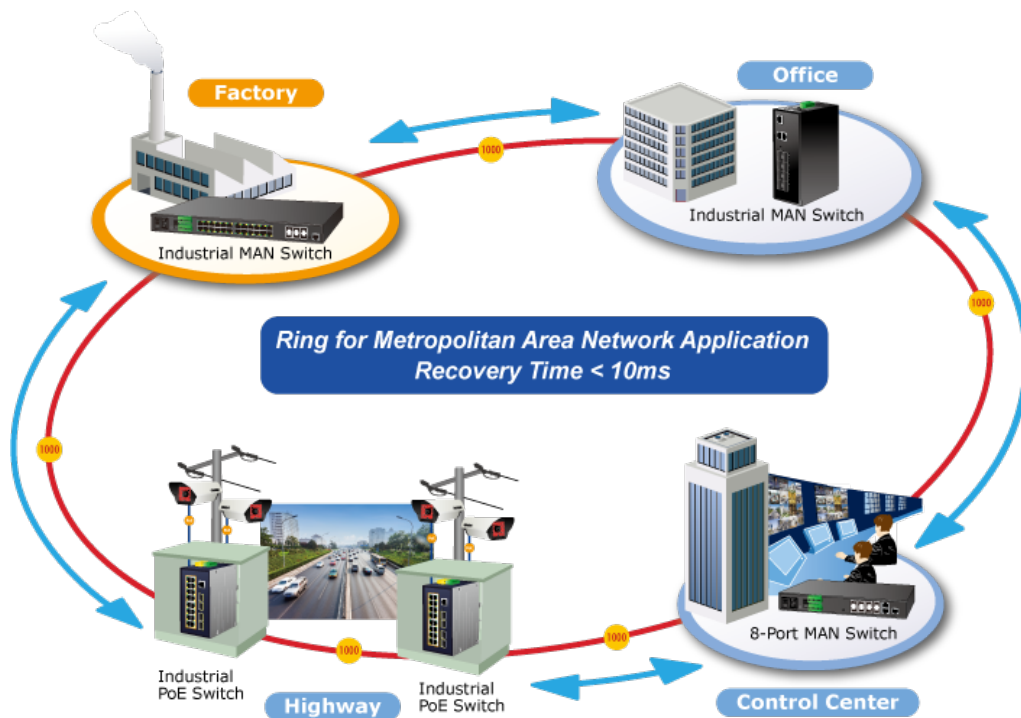 Factory
Office
1000
Industrial MAN Switch
Industrial MAN Switch
1000
Ring for Metropolitan Area Network Application
Recovery Time < 10ms
1000
8-Port MAN Switch
1000
1000
Industrial
PoE Switch
Industrial
PoE Switch
Highway
Control Center